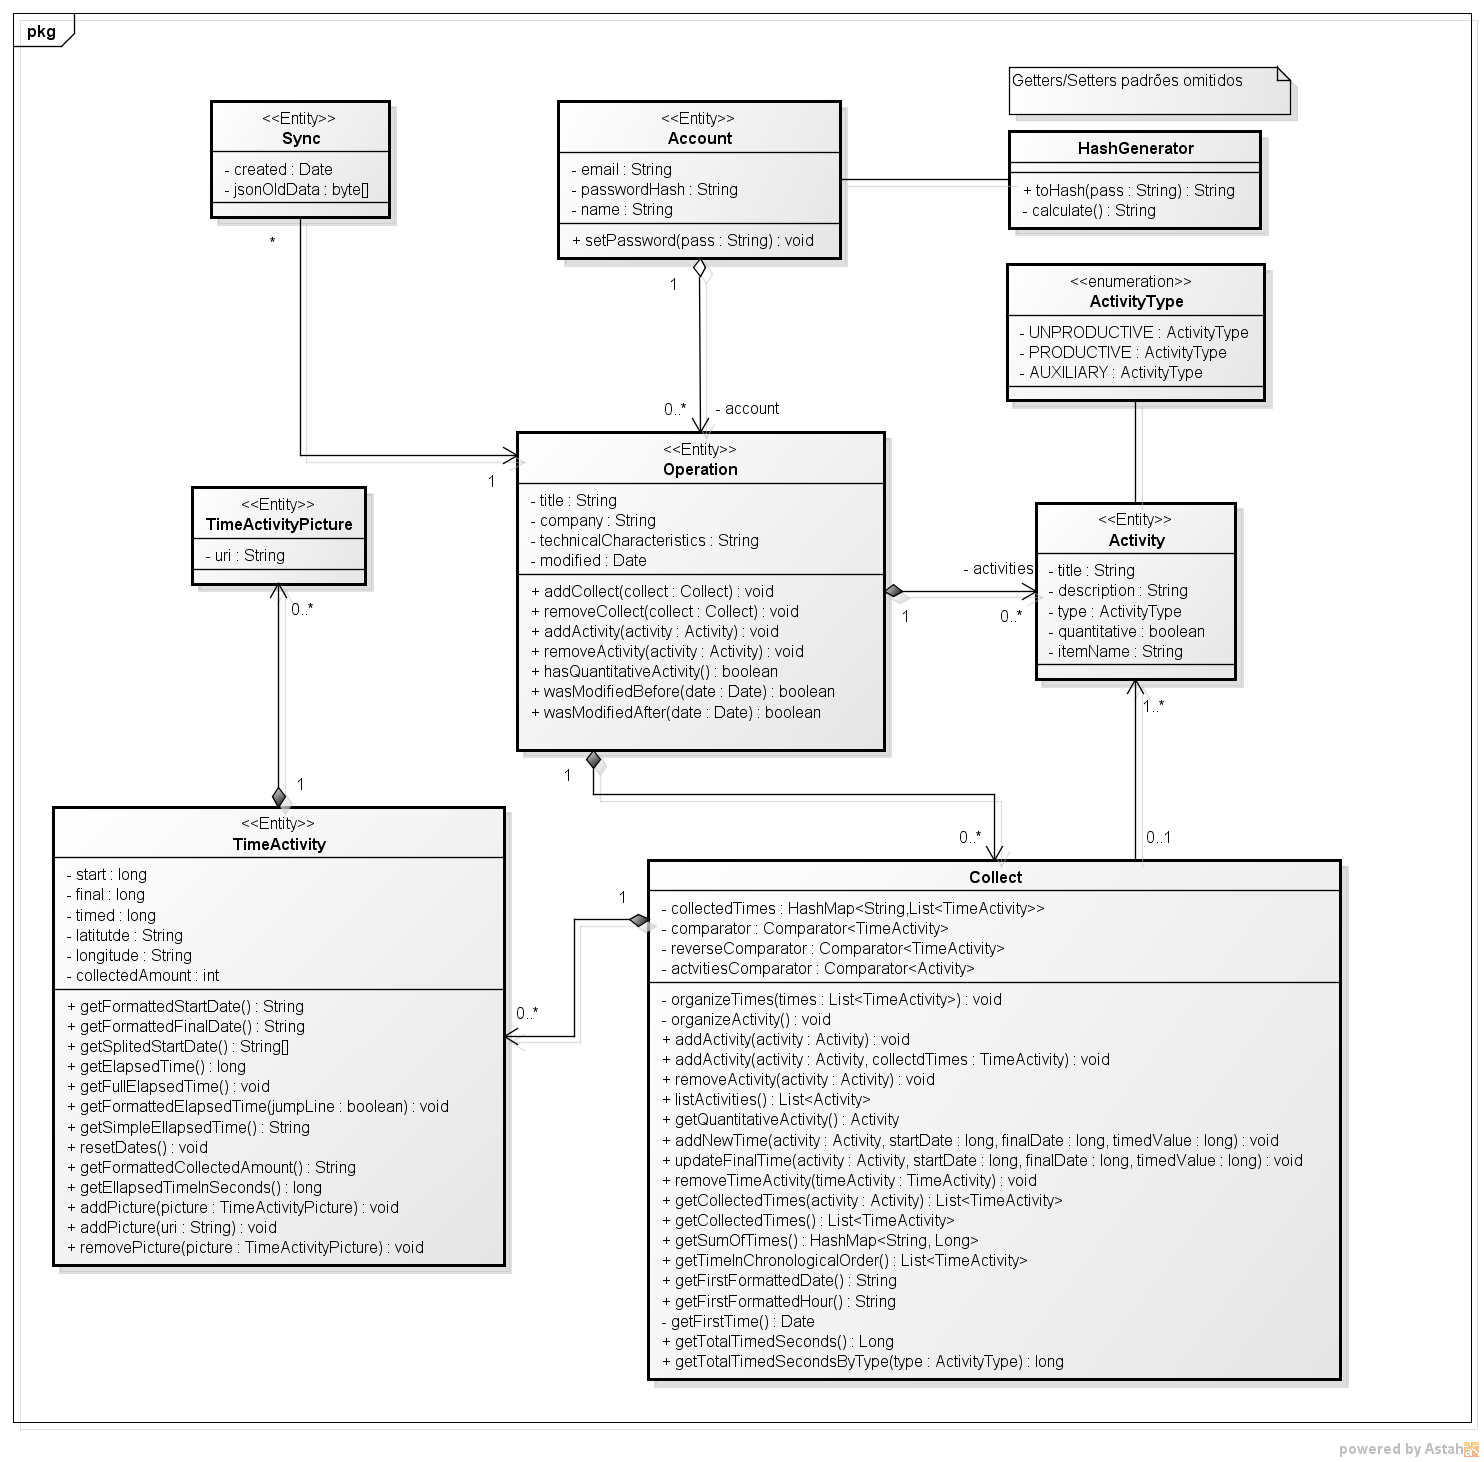 pkg
Getters/Setters padrões omitidos
<<Entity>>
Sync
- created : Date
- jsonOldData : byte[]
<<Entity>>
Account
- email : String
- passwordHash : String
- name : String
+ setPassword(pass : String) : void
HashGenerator
+ toHash(pass : String) : String
- calculate() : String
<<enumeration>>
ActivityType
- UNPRODUCTIVE : ActivityType
- PRODUCTIVE : ActivityType
- AUXILIARY : ActivityType
*
1
1
0..*
- account
<<Entity>>
Operation
- title : String
- company : String
- technicalCharacteristics : String
- modified : Date
+ addCollect(collect : Collect) : void
+ removeCollect(collect : Collect) : void
+ addActivity(activity : Activity) : void
+ removeActivity(activity : Activity) : void
+ hasQuantitativeActivity() : boolean
+ wasModifiedBefore(date : Date) : boolean
+ wasModifiedAfter(date : Date) : boolean
<<Entity>>
TimeActivityPicture
- uri : String
0..*
1
- activities
1
0..*
<<Entity>>
Activity
- title : String
- description : String
- type : ActivityType
- quantitative : boolean
- itemName : String
1..*
0..1
1
0..*
<<Entity>>
TimeActivity
- start : long
- final : long
- timed : long
- latitutde : String
- longitude : String
- collectedAmount : int
+ getFormattedStartDate() : String
+ getFormattedFinalDate() : String
+ getSplitedStartDate() : String[]
+ getElapsedTime() : long
+ getFullElapsedTime() : void
+ getFormattedElapsedTime(jumpLine : boolean) : void
+ getSimpleEllapsedTime() : String
+ resetDates() : void
+ getFormattedCollectedAmount() : String
+ getEllapsedTimeInSeconds() : long
+ addPicture(picture : TimeActivityPicture) : void
+ addPicture(uri : String) : void
+ removePicture(picture : TimeActivityPicture) : void
1
0..*
Collect
- collectedTimes : HashMap<String,List<TimeActivity>>
- comparator : Comparator<TimeActivity>
- reverseComparator : Comparator<TimeActivity>
- actvitiesComparator : Comparator<Activity>
- organizeTimes(times : List<TimeActivity>) : void
- organizeActivity() : void
+ addActivity(activity : Activity) : void
+ addActivity(activity : Activity, collectdTimes : TimeActivity) : void
+ removeActivity(activity : Activity) : void
+ listActivities() : List<Activity>
+ getQuantitativeActivity() : Activity
+ addNewTime(activity : Activity, startDate : long, finalDate : long, timedValue : long) : void
+ updateFinalTime(activity : Activity, startDate : long, finalDate : long, timedValue : long) : void
+ removeTimeActivity(timeActivity : TimeActivity) : void
+ getCollectedTimes(activity : Activity) : List<TimeActivity>
+ getCollectedTimes() : List<TimeActivity>
+ getSumOfTimes() : HashMap<String, Long>
+ getTimeInChronologicalOrder() : List<TimeActivity>
+ getFirstFormattedDate() : String
+ getFirstFormattedHour() : String
- getFirstTime() : Date
+ getTotalTimedSeconds() : Long
+ getTotalTimedSecondsByType(type : ActivityType) : long
powered by Astah